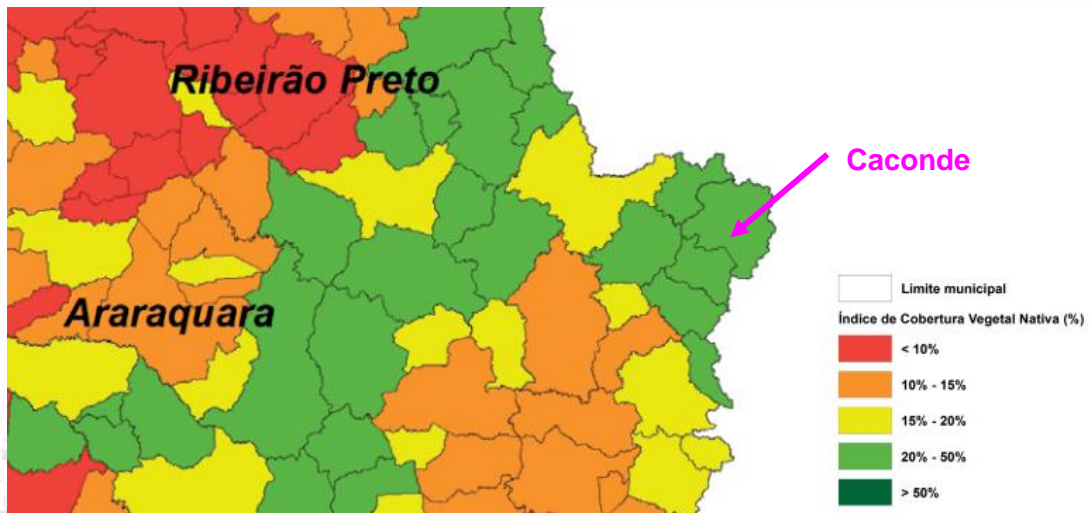 Ribeirão Preto
Caconde
Araraquara
Limite municipal
Índice de Cobertura Vegetal Nativa (%)
< 10%
10% - 15%
15% - 20%
20% - 50%
> 50%